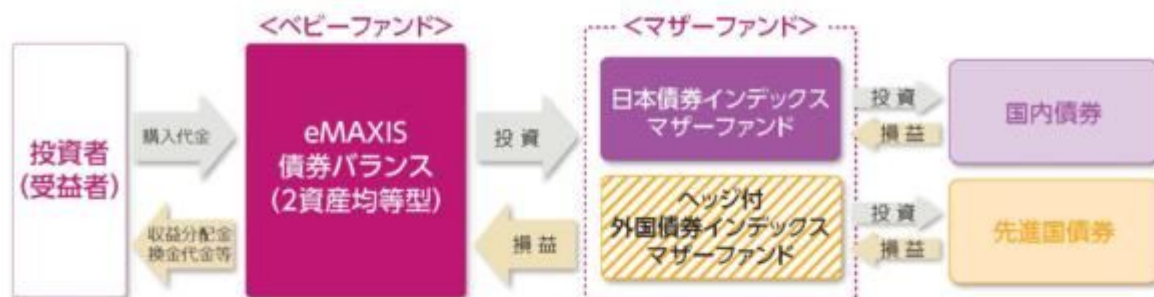 <ベビーファンド>
<マザーファンド>
投資者
(受益者)
購入代金
収益分配金
換金代金等
eMAXIS
債券バランス
(2資産均等型)
投資
損益
日本債券インデックス
マザーファンド
ヘッジ付
外国債券インデックス
マザーファンド
投資
損益
投資
損益
国内債券
先進国債券